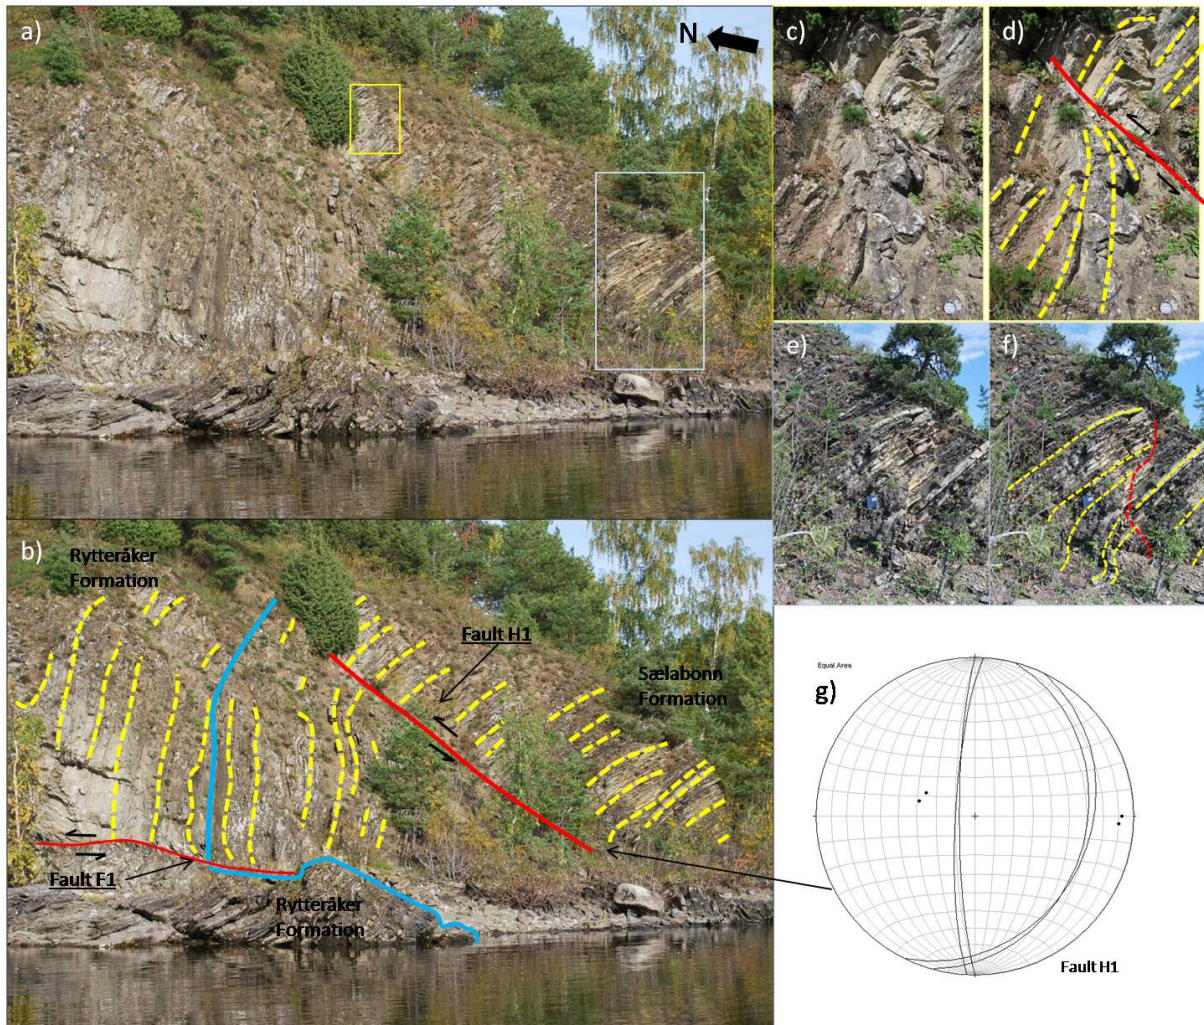 a)
N
c)
d)
e)
f)
b)
Rytteråker
Formation
Fault H1
Sælabonn
Formation
Fault F1
Rytteråker
Formation
Equal Area
g)
Fault H1